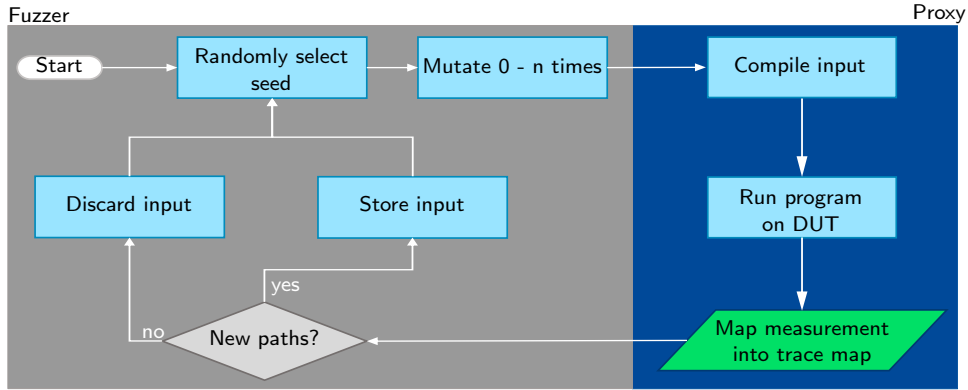 Fuzzer
Proxy
Start
Randomly select
seed
Mutate 0 - n times
Compile input
Discard input
Store input
Run program
on DUT
yes
no
New paths?
Map measurement
into trace map